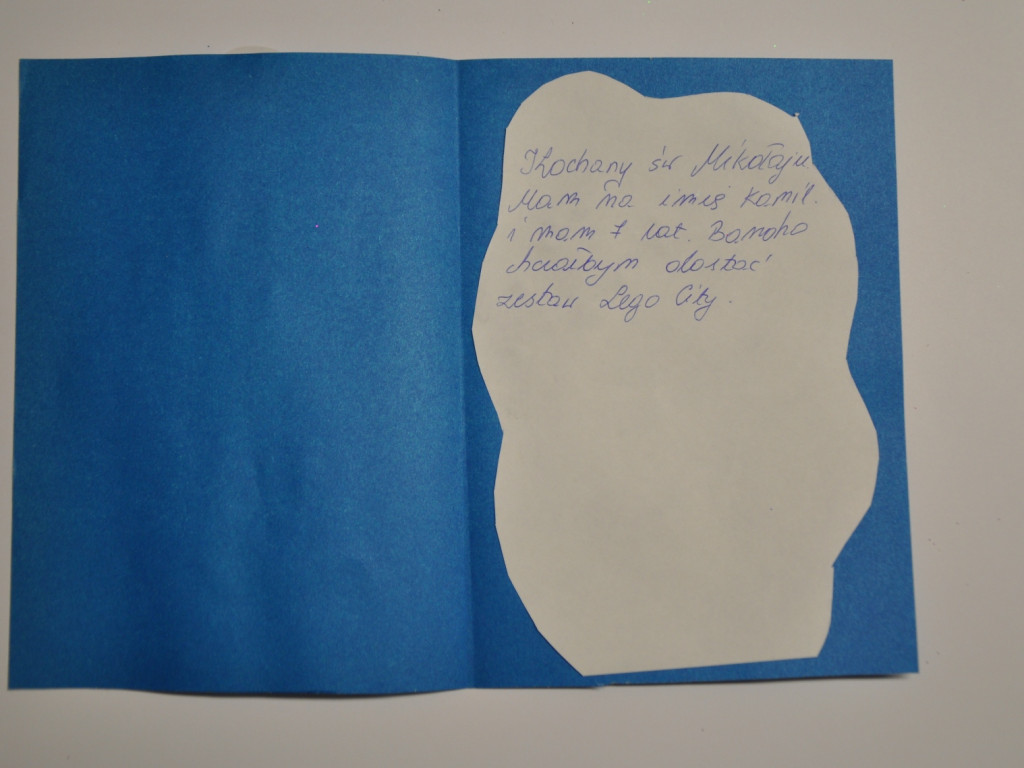 Kochany św Mikołaju
Mam na imię Kamil.
i mam 7 lat. Bardzo
chciałbym dostać
zestaw Lego City.